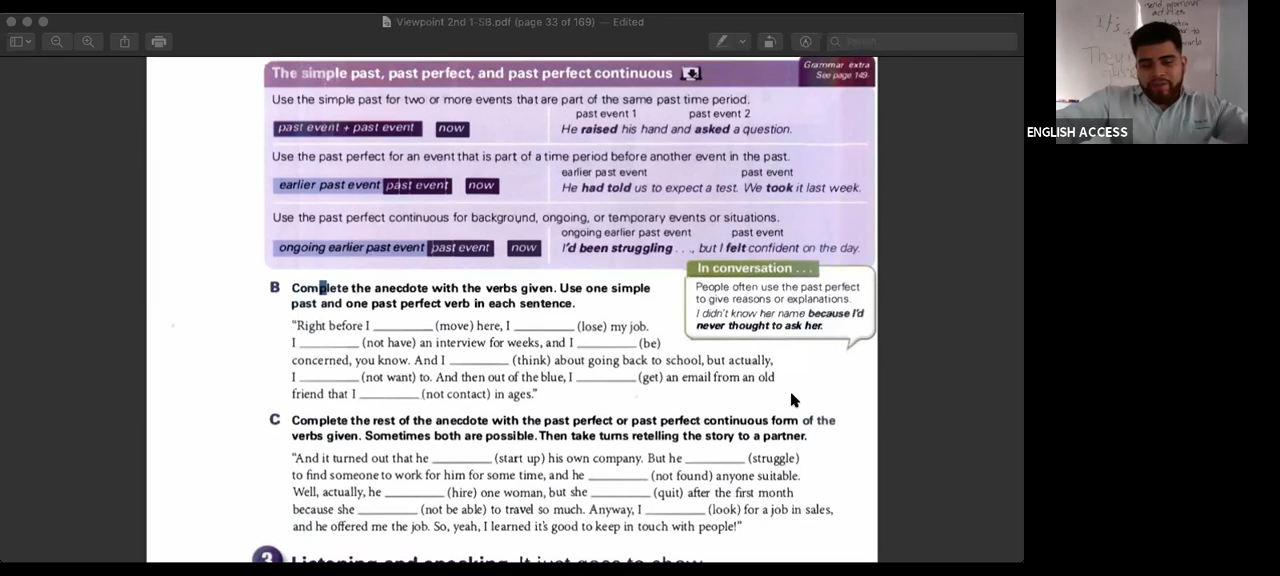 Viewpoint 2nd 1-SB.pdf (page 33 of 169) — Edited
Search
The simple past, past perfect, and past perfect continuous
Grammar extra
See page 149.
Use the simple past for two or more events that are part of the same past time period.
past event 1 past event 2
past event + past event now He raised his hand and asked a question.
Use the past perfect for an event that is part of a time period before another event in the past.
earlier past event past event
earlier past event past event now He had told us to expect a test. We took it last week.
Use the past perfect continuous for background, ongoing, or temporary events or situations.
ongoing earlier past event past event
ongoing earlier past event past event now I'd been struggling . . . , but I felt confident on the day.
B Complete the anecdote with the verbs given. Use one simple
past and one past perfect verb in each sentence.
"Right before I _________ (move) here, I _________ (lose) my job.
I _________ (not have) an interview for weeks, and I _________ (be)
concerned, you know. And I _________ (think) about going back to school, but actually,
I _________ (not want) to. And then out of the blue, I _________ (get) an email from an old
friend that I _________ (not contact) in ages."
In conversation . . .
People often use the past perfect
to give reasons or explanations.
I didn't know her name because I'd
never thought to ask her.
C Complete the rest of the anecdote with the past perfect or past perfect continuous form of the
verbs given. Sometimes both are possible. Then take turns retelling the story to a partner.
"And it turned out that he _________ (start up) his own company. But he _________ (struggle)
to find someone to work for him for some time, and he _________ (not found) anyone suitable.
Well, actually, he _________ (hire) one woman, but she _________ (quit) after the first month
because she _________ (not be able) to travel so much. Anyway, I _________ (look) for a job in sales,
and he offered me the job. So, yeah, I learned it's good to keep in touch with people!"
3 Listening and speaking It just goes to show
It's
They
ENGLISH ACCESS